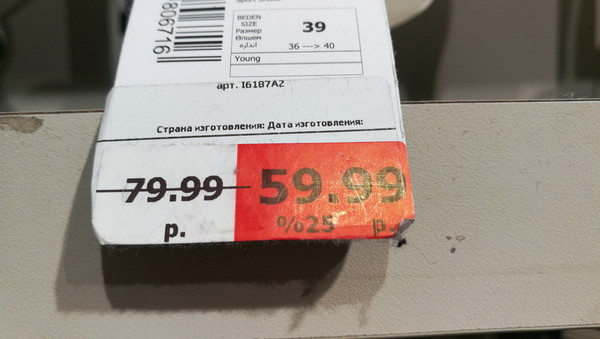 806716
BEDEN
SIZE
Размер
Өлшем
اندازه
39
36 ---> 40
Young
арт. I6187A2
Страна изготовления: Дата изготовления:
79.99
р.
59.99
%25
р.